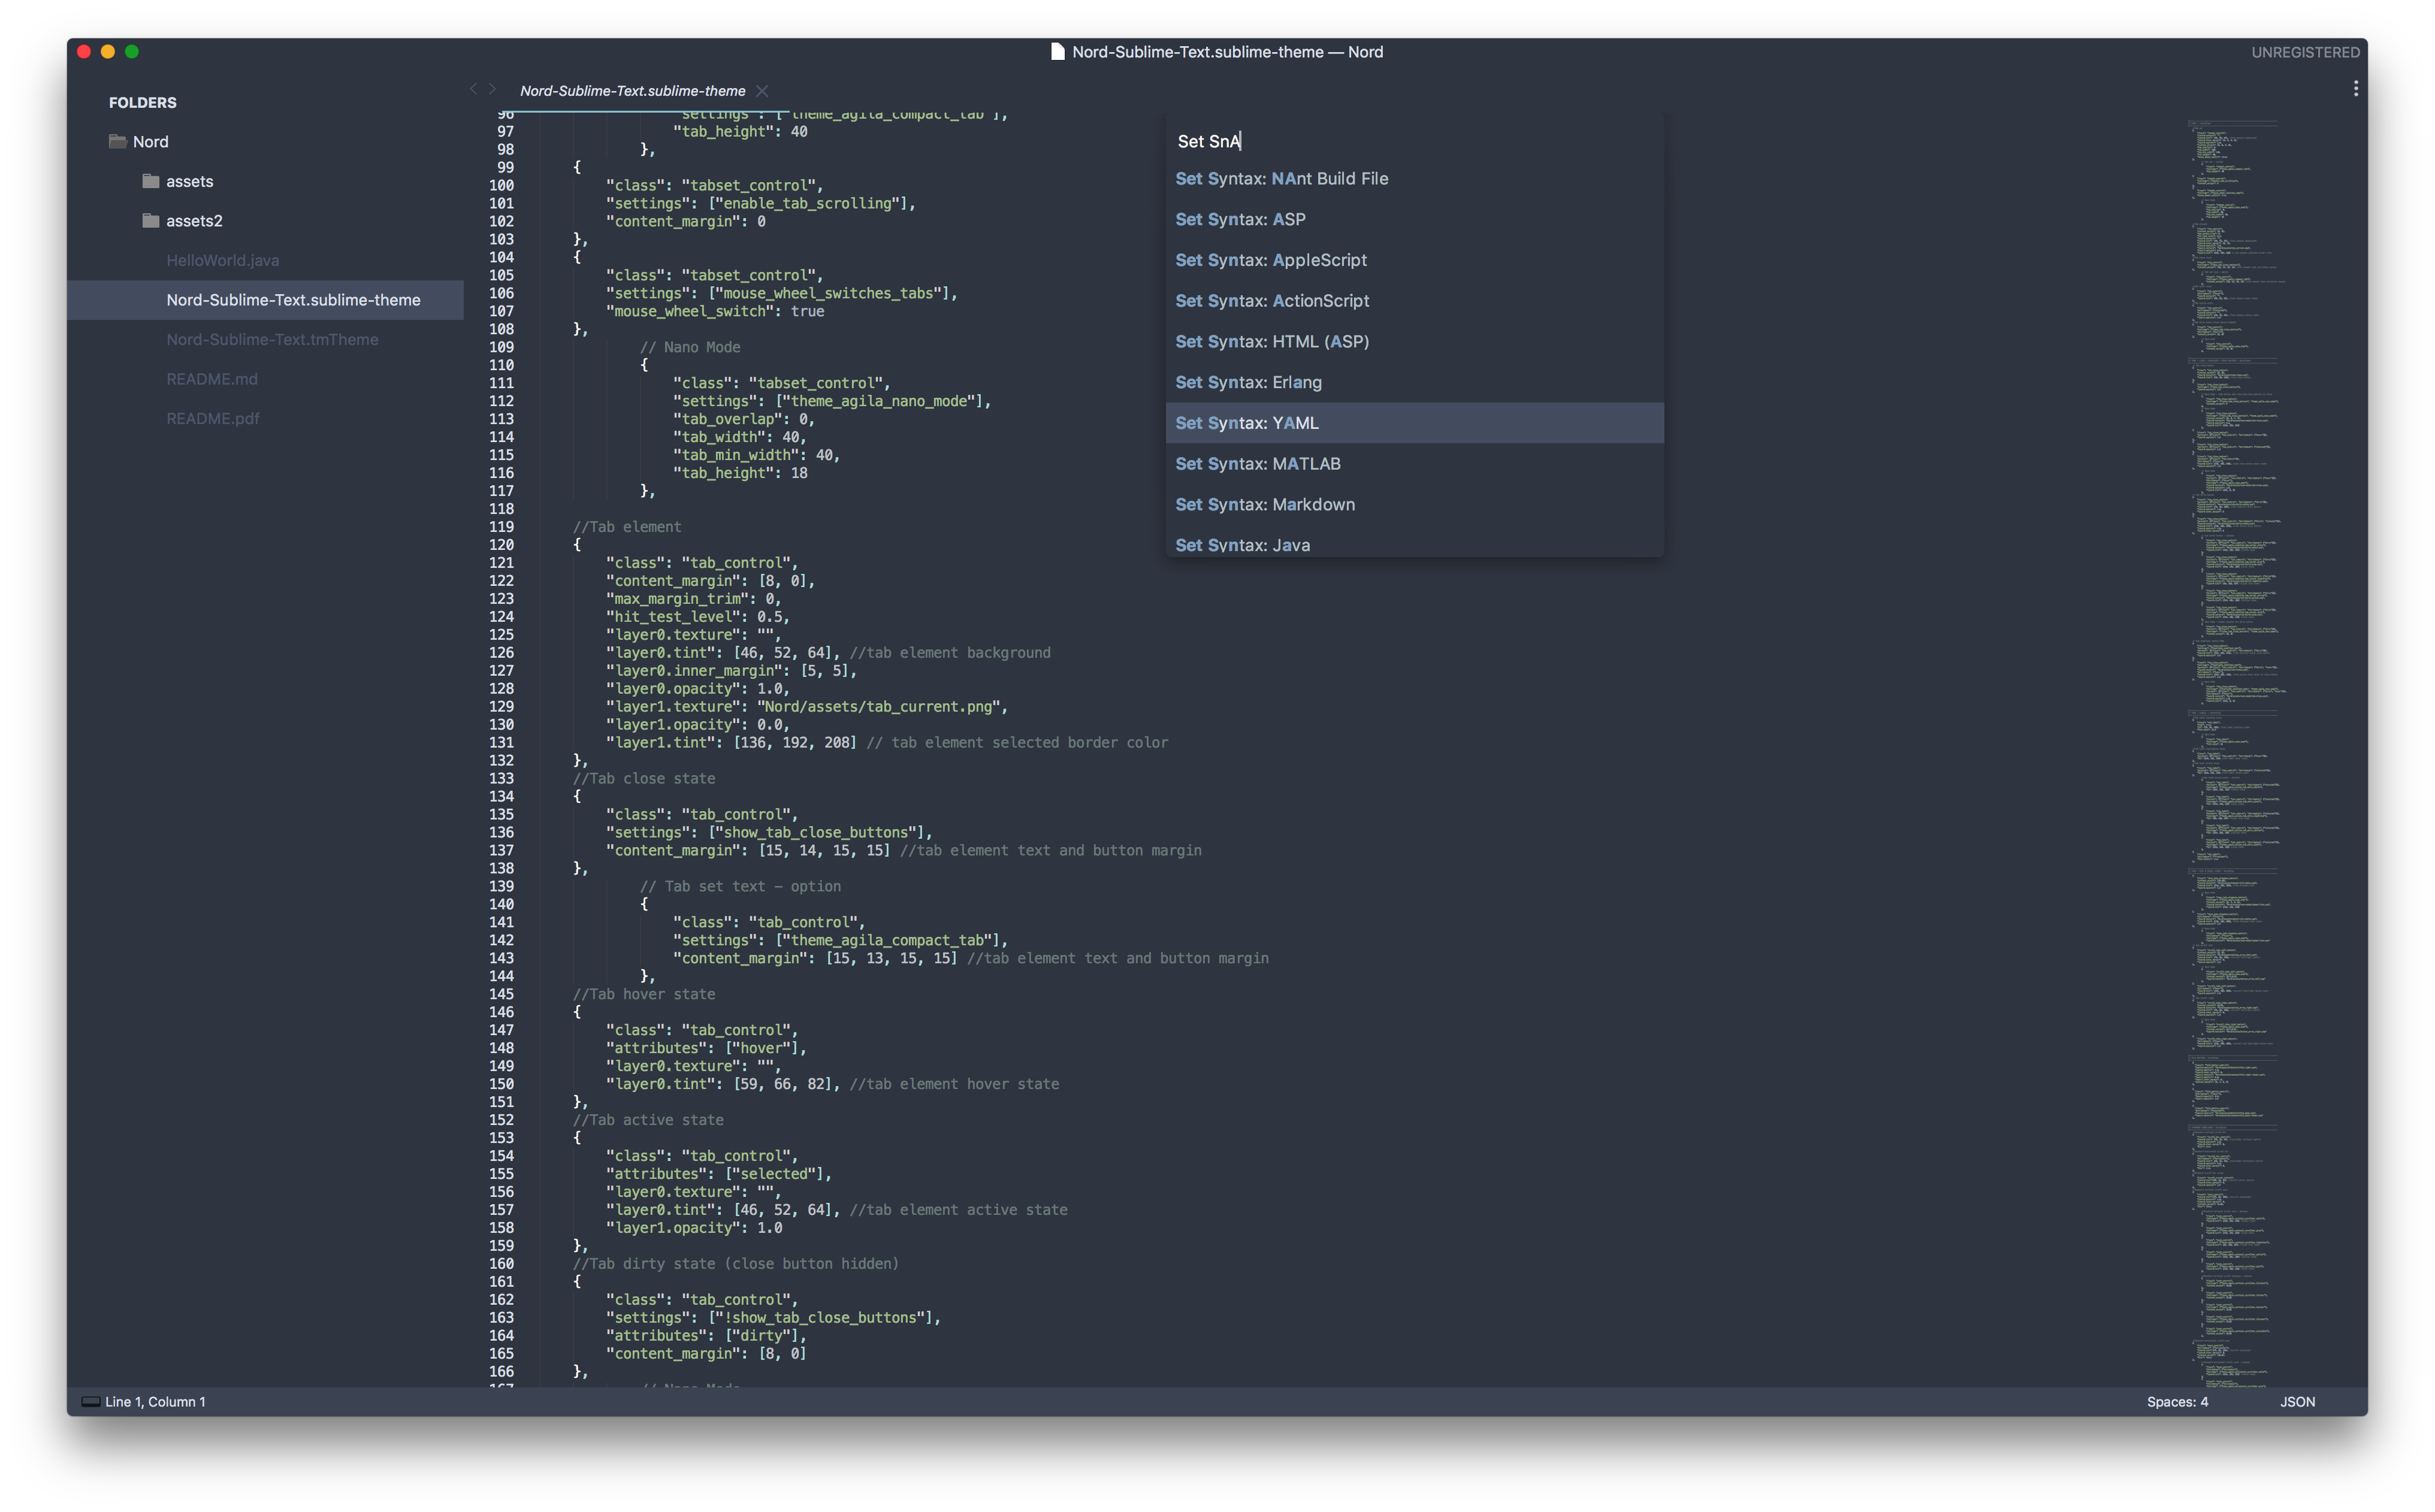 Nord-Sublime-Text.sublime-theme — Nord
UNREGISTERED
FOLDERS
Nord
assets
assets2
HelloWorld.java
Nord-Sublime-Text.sublime-theme
Nord-Sublime-Text.tmTheme
README.md
README.pdf
Nord-Sublime-Text.sublime-theme
96 "settings": ["theme_agila_compact_tab"],
97 "tab_height": 40
98 },
99 {
100 "class": "tabset_control",
101 "settings": ["enable_tab_scrolling"],
102 "content_margin": 0
103 },
104 {
105 "class": "tabset_control",
106 "settings": ["mouse_wheel_switches_tabs"],
107 "mouse_wheel_switch": true
108 },
109 // Nano Mode
110 {
111 "class": "tabset_control",
112 "settings": ["theme_agila_nano_mode"],
113 "tab_overlap": 0,
114 "tab_width": 40,
115 "tab_min_width": 40,
116 "tab_height": 18
117 },
118
119 //Tab element
120 {
121 "class": "tab_control",
122 "content_margin": [8, 0],
123 "max_margin_trim": 0,
124 "hit_test_level": 0.5,
125 "layer0.texture": "",
126 "layer0.tint": [46, 52, 64], //tab element background
127 "layer0.inner_margin": [5, 5],
128 "layer0.opacity": 1.0,
129 "layer1.texture": "Nord/assets/tab_current.png",
130 "layer1.opacity": 0.0,
131 "layer1.tint": [136, 192, 208] // tab element selected border color
132 },
133 //Tab close state
134 {
135 "class": "tab_control",
136 "settings": ["show_tab_close_buttons"],
137 "content_margin": [15, 14, 15, 15] //tab element text and button margin
138 },
139 // Tab set text – option
140 {
141 "class": "tab_control",
142 "settings": ["theme_agila_compact_tab"],
143 "content_margin": [15, 13, 15, 15] //tab element text and button margin
144 },
145 //Tab hover state
146 {
147 "class": "tab_control",
148 "attributes": ["hover"],
149 "layer0.texture": "",
150 "layer0.tint": [59, 66, 82], //tab element hover state
151 },
152 //Tab active state
153 {
154 "class": "tab_control",
155 "attributes": ["selected"],
156 "layer0.texture": "",
157 "layer0.tint": [46, 52, 64], //tab element active state
158 "layer1.opacity": 1.0
159 },
160 //Tab dirty state (close button hidden)
161 {
162 "class": "tab_control",
163 "settings": ["!show_tab_close_buttons"],
164 "attributes": ["dirty"],
165 "content_margin": [8, 0]
166 },
167 // Nano Mode
Set SnA
Set Syntax: NAnt Build File
Set Syntax: ASP
Set Syntax: AppleScript
Set Syntax: ActionScript
Set Syntax: HTML (ASP)
Set Syntax: Erlang
Set Syntax: YAML
Set Syntax: MATLAB
Set Syntax: Markdown
Set Syntax: Java
Line 1, Column 1
Spaces: 4
JSON